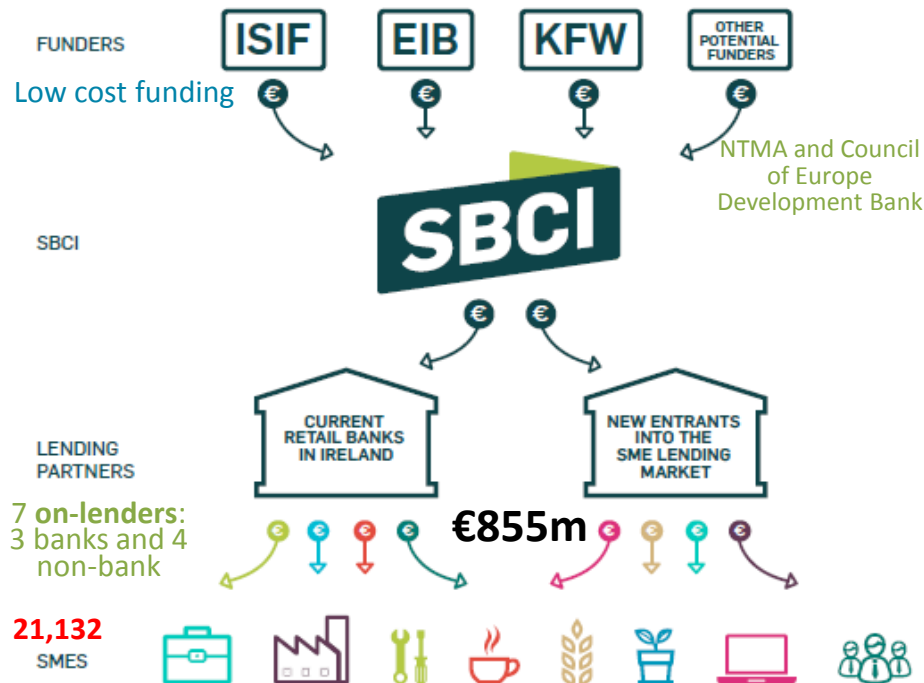 FUNDERS
ISIF
EIB
KFW
OTHER
POTENTIAL
FUNDERS
Low cost funding
€
€
€
€
NTMA and Council
of Europe
Development Bank
SBCI
SBCI
€
€
CURRENT
RETAIL BANKS
IN IRELAND
NEW ENTRANTS
INTO THE
SME LENDING
MARKET
LENDING
PARTNERS
7 on-lenders:
3 banks and 4
non-bank
€
€
€
€
€855m
€
€
€
€
21,132
SMES